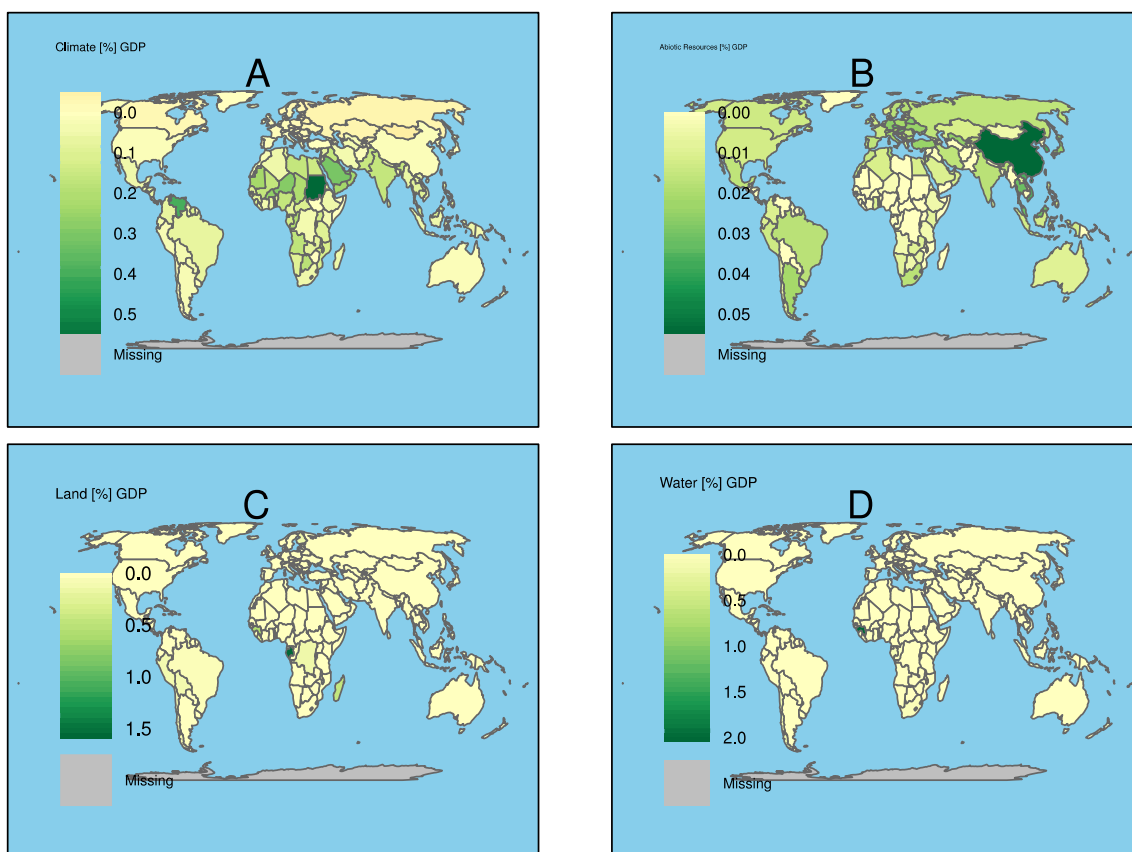 Climate [%] GDP
A
0.0
0.1
0.2
0.3
0.4
0.5
Missing
Abiotic Resources [%] GDP
B
0.00
0.01
0.02
0.03
0.04
0.05
Missing
Land [%] GDP
C
0.0
0.5
1.0
1.5
Missing
Water [%] GDP
D
0.0
0.5
1.0
1.5
2.0
Missing